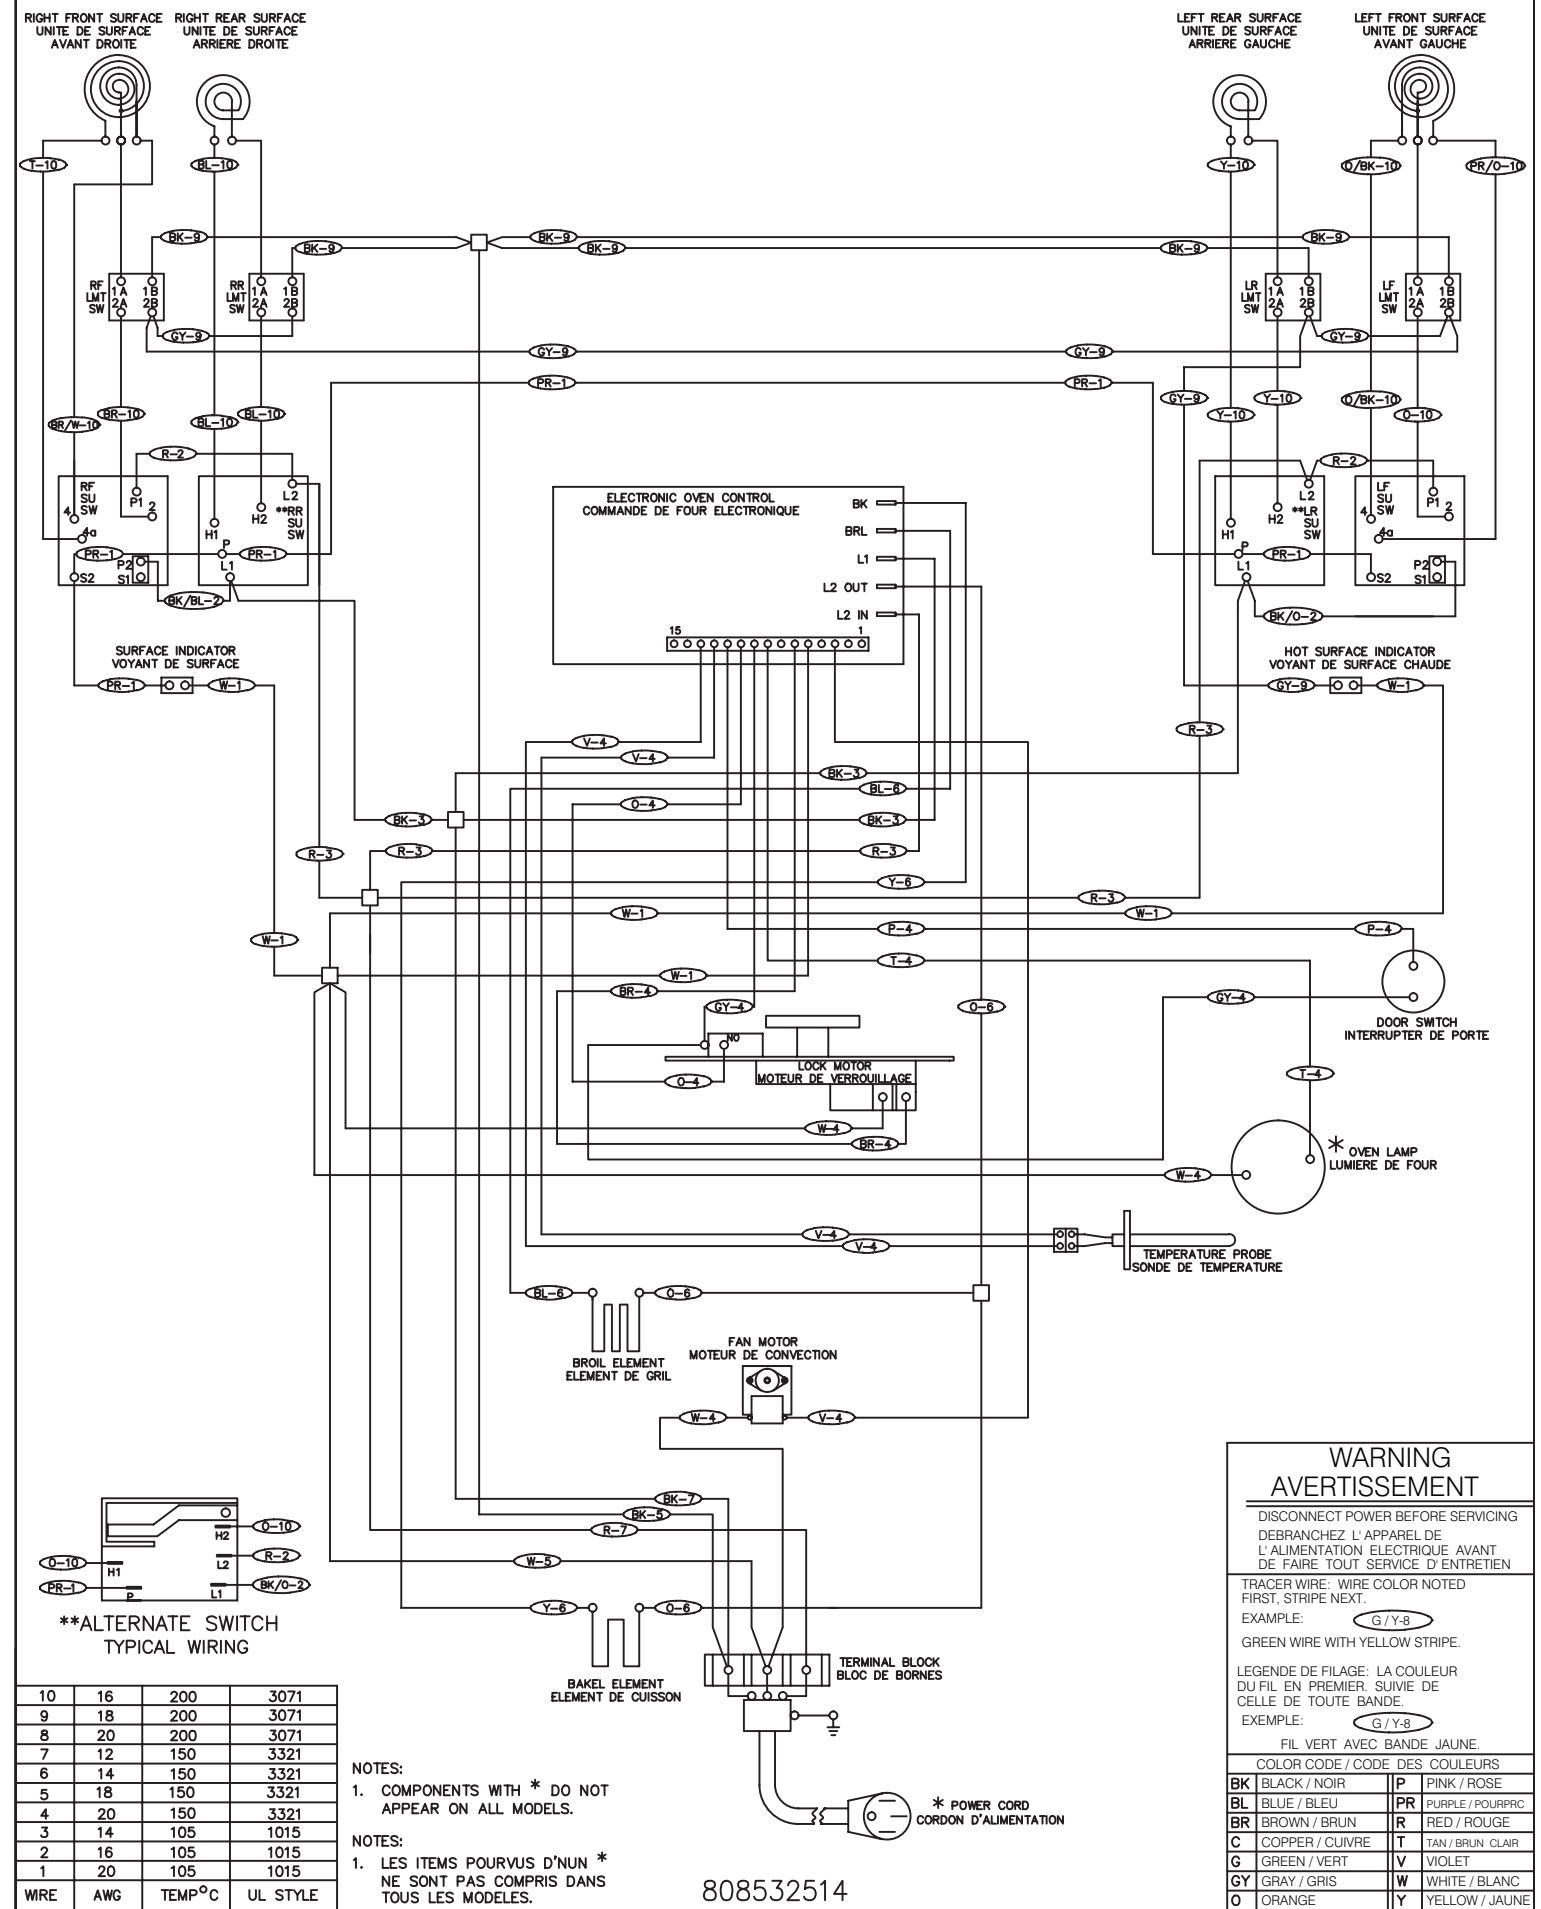 RIGHT FRONT SURFACE
UNITE DE SURFACE
AVANT DROITE
RIGHT REAR SURFACE
UNITE DE SURFACE
ARRIERE DROITE
LEFT REAR SURFACE
UNITE DE SURFACE
ARRIERE GAUCHE
LEFT FRONT SURFACE
UNITE DE SURFACE
AVANT GAUCHE
T-10
BL-10
Y-10
O/BK-10
PR/O-10
BK-9
BK-9
BK-9
BK-9
BK-9
BK-9
RF
LMT
SW
1A 1B
2A 2B
RR
LMT
SW
1A 1B
2A 2B
LR
LMT
SW
1A 1B
2A 2B
LF
LMT
SW
1A 1B
2A 2B
GY-9
GY-9
GY-9
GY-9
PR-1
PR-1
GY-9
BR/W-10
BR-10
BL-10
BL-10
Y-10
Y-10
O/BK-10
O-10
R-2
R-2
RF
SU
SW
4
4a
P1
2
PR-1
S2
P2
S1
L2
**RR
SU
SW
H1
H2
P
L1
PR-1
BK/BL-2
ELECTRONIC OVEN CONTROL
COMMANDE DE FOUR ELECTRONIQUE
BK
BRL
L1
L2 OUT
L2 IN
15
1
L2
**LR
SU
SW
H1
H2
P
L1
PR-1
LF
SU
SW
4
4a
P1
2
S2
P2
S1
BK/O-2
SURFACE INDICATOR
VOYANT DE SURFACE
PR-1
W-1
HOT SURFACE INDICATOR
VOYANT DE SURFACE CHAUDE
GY-9
W-1
R-3
V-4
V-4
BK-3
BL-6
O-4
BK-3
BK-3
R-3
R-3
R-3
Y-6
R-3
W-1
W-1
P-4
P-4
W-1
T-4
W-1
BR-4
GY-4
O-6
GY-4
DOOR SWITCH
INTERRUPTER DE PORTE
NO
LOCK MOTOR
MOTEUR DE VERROUILLAGE
O-4
T-4
W-4
BR-4
* OVEN LAMP
LUMIERE DE FOUR
W-4
V-4
V-4
TEMPERATURE PROBE
SONDE DE TEMPERATURE
BL-6
O-6
BROIL ELEMENT
ELEMENT DE GRIL
FAN MOTOR
MOTEUR DE CONVECTION
W-4
V-4
BK-7
BK-5
R-7
W-5
Y-6
O-6
BAKEL ELEMENT
ELEMENT DE CUISSON
TERMINAL BLOCK
BLOC DE BORNES
* POWER CORD
CORDON D'ALIMENTATION
H2
O-10
O-10
H1
L2
R-2
PR-1
P
L1
BK/O-2
**ALTERNATE SWITCH
TYPICAL WIRING
10 16 200 3071
9 18 200 3071
8 20 200 3071
7 12 150 3321
6 14 150 3321
5 18 150 3321
4 20 150 3321
3 14 105 1015
2 16 105 1015
1 20 105 1015
WIRE AWG TEMP°C UL STYLE
NOTES:
1. COMPONENTS WITH * DO NOT
APPEAR ON ALL MODELS.
NOTES:
1. LES ITEMS POURVUS D'NUN *
NE SONT PAS COMPRIS DANS
TOUS LES MODELES.
808532514
WARNING
AVERTISSEMENT
DISCONNECT POWER BEFORE SERVICING
DEBRANCHEZ L' APPAREL DE
L' ALIMENTATION ELECTRIQUE AVANT
DE FAIRE TOUT SERVICE D' ENTRETIEN
TRACER WIRE: WIRE COLOR NOTED
FIRST, STRIPE NEXT.
EXAMPLE: G / Y-8
GREEN WIRE WITH YELLOW STRIPE.
LEGENDE DE FILAGE: LA COULEUR
DU FIL EN PREMIER. SUIVIE DE
CELLE DE TOUTE BANDE.
EXEMPLE: G / Y-8
FIL VERT AVEC BANDE JAUNE.
COLOR CODE / CODE DES COULEURS
BK BLACK / NOIR P PINK / ROSE
BL BLUE / BLEU PR PURPLE / POURPRC
BR BROWN / BRUN R RED / ROUGE
C COPPER / CUIVRE T TAN / BRUN CLAIR
G GREEN / VERT V VIOLET
GY GRAY / GRIS W WHITE / BLANC
O ORANGE Y YELLOW / JAUNE